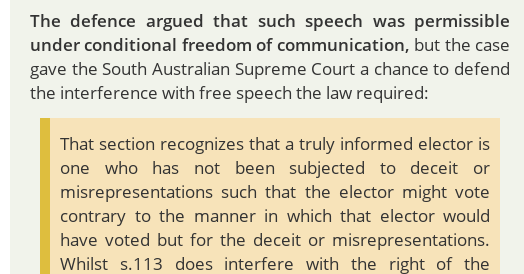 The defence argued that such speech was permissible
under conditional freedom of communication, but the case
gave the South Australian Supreme Court a chance to defend
the interference with free speech the law required:
That section recognizes that a truly informed elector is
one who has not been subjected to deceit or
misrepresentations such that the elector might vote
contrary to the manner in which that elector would
have voted but for the deceit or misrepresentations.
Whilst s.113 does interfere with the right of the